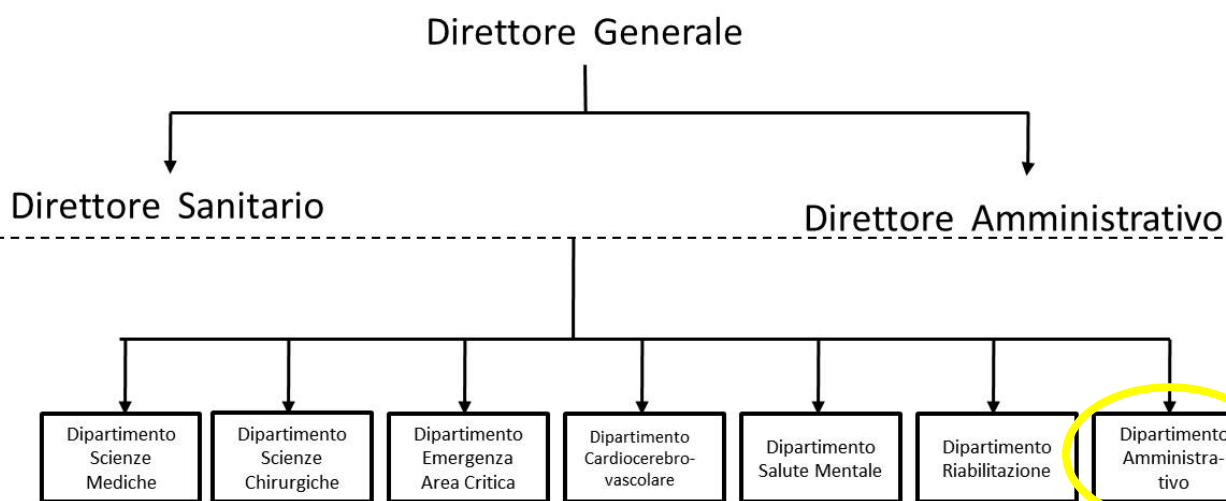 Direttore Generale
Direttore Sanitario
Direttore Amministrativo
Dipartimento
Scienze
Mediche
Dipartimento
Scienze
Chirurgiche
Dipartimento
Emergenza
Area Critica
Dipartimento
Cardiocerebro-
vascolare
Dipartimento
Salute Mentale
Dipartimento
Riabilitazione
Dipartimento
Amministra-
tivo